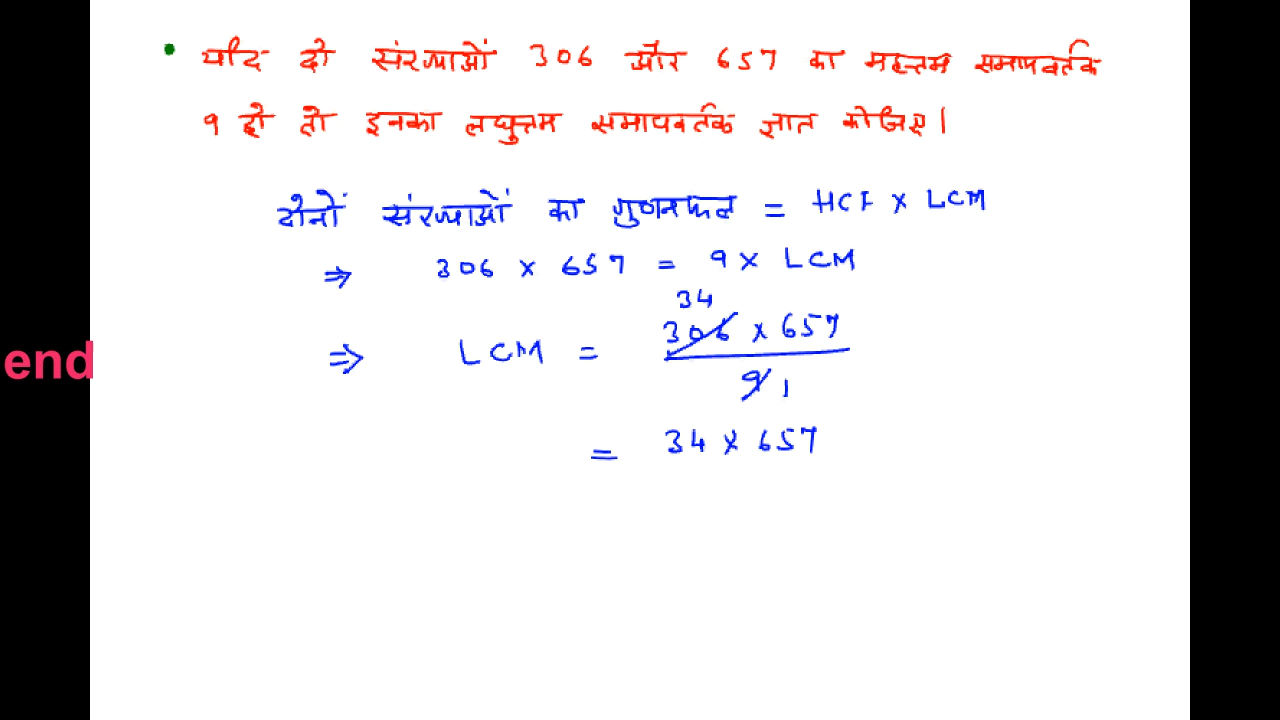 • यदि दो संख्याओं 306 और 657 का महत्तम समापवर्तक
9 हो तो इनका लघुत्तम समापवर्तक ज्ञात कीजिए।
दोनों संख्याओं का गुणनफल = HCF × LCM
⇒ 306 × 657 = 9 × LCM
34
⇒ LCM = 306 × 657
9 1
= 34 × 657
end